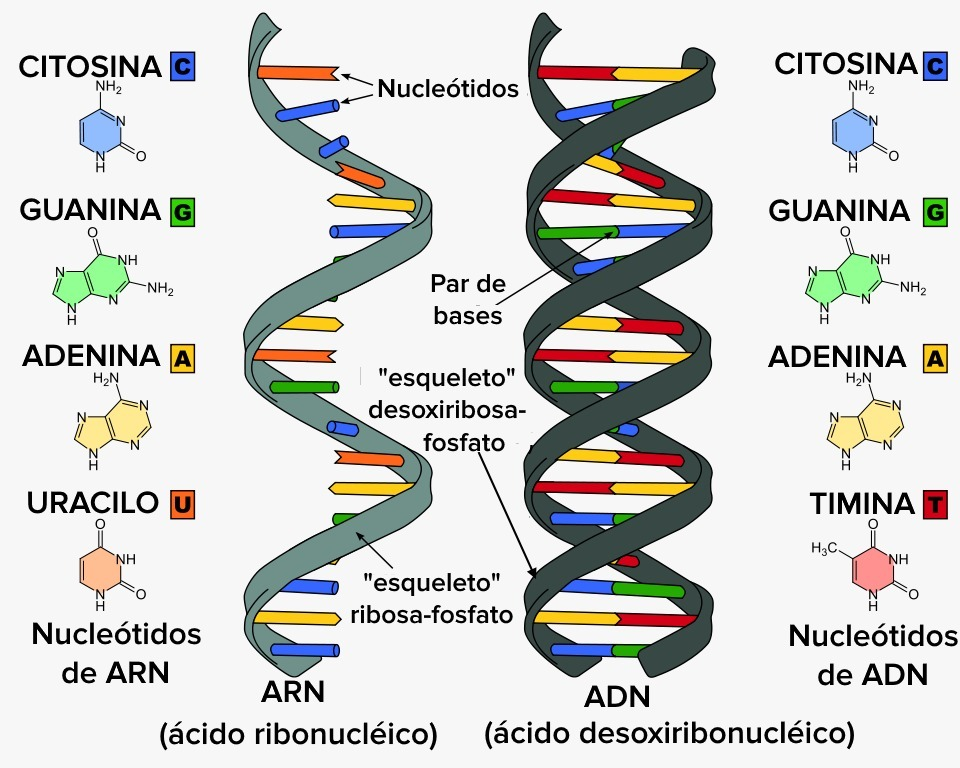 CITOSINA C
NH₂
N
N
H
O
GUANINA G
O
NH
N
N
H
N
NH₂
ADENINA A
H₂N
N
N
N
H
N
URACILO U
O
NH
N
H
O
Nucleótidos
de ARN
Nucleótidos
Par de
bases
"esqueleto"
desoxiribosa-
fosfato
"esqueleto"
ribosa-fosfato
ARN
(ácido ribonucléico)
ADN
(ácido desoxiribonucléico)
CITOSINA C
NH₂
N
N
H
O
GUANINA G
O
NH
N
N
H
N
NH₂
ADENINA A
H₂N
N
N
N
H
N
TIMINA T
O
H₃C
NH
N
H
O
Nucleótidos
de ADN